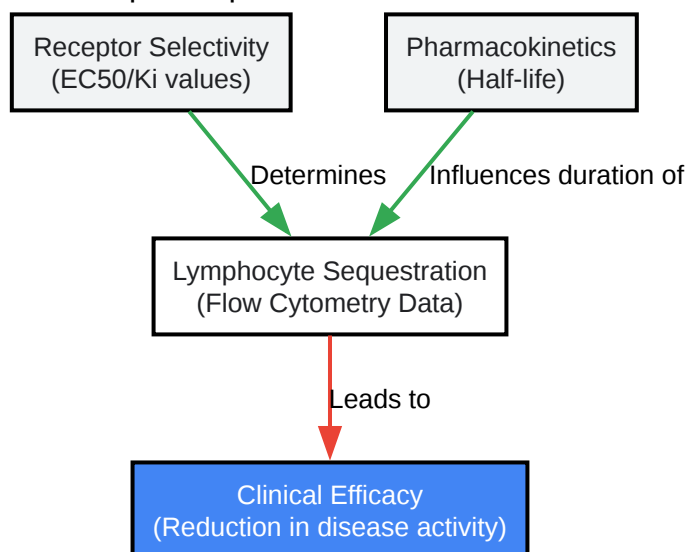 Receptor Selectivity
(EC50/Ki values)
Pharmacokinetics
(Half-life)
Determines
Influences duration of
Lymphocyte Sequestration
(Flow Cytometry Data)
Leads to
Clinical Efficacy
(Reduction in disease activity)